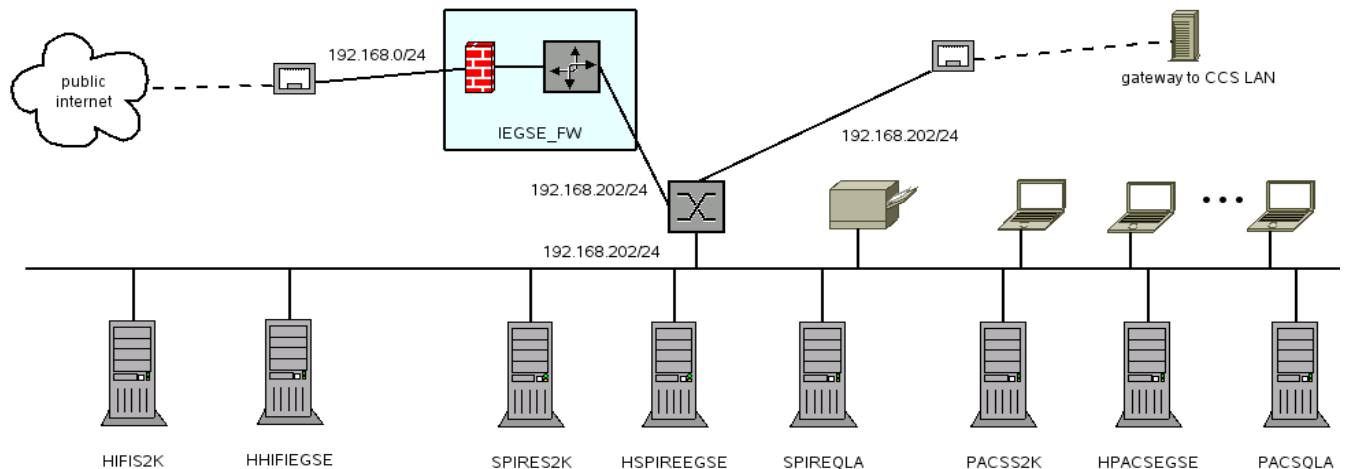 192.168.0/24
public
internet
IEGSE_FW
gateway to CCS LAN
192.168.202/24
192.168.202/24
192.168.202/24
HIFIS2K
HHIFIEGSE
SPIRES2K
HSPIREEGSE
SPIREQLA
PACSS2K
HPACSEGSE
PACSQLA